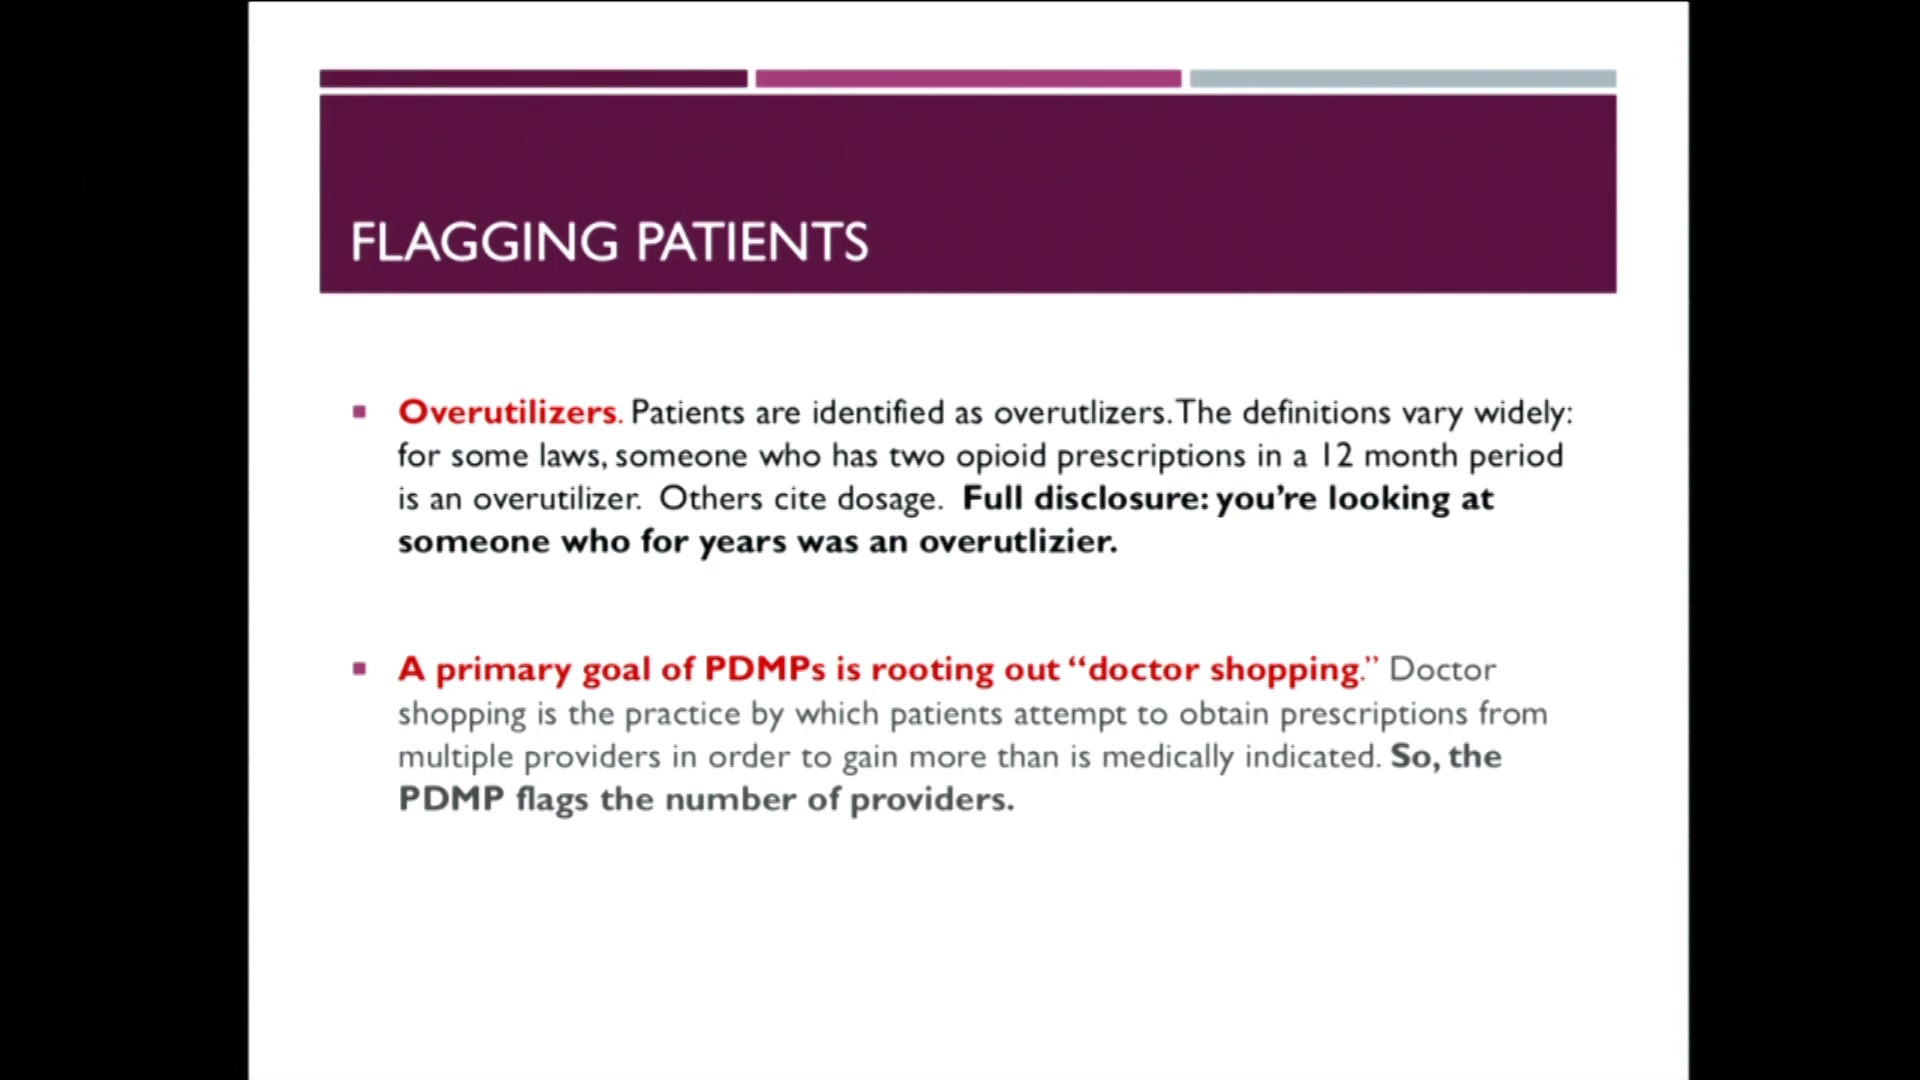 FLAGGING PATIENTS
Overutilizers. Patients are identified as overutlizers. The definitions vary widely:
for some laws, someone who has two opioid prescriptions in a 12 month period
is an overutilizer. Others cite dosage. Full disclosure: you’re looking at
someone who for years was an overutlizier.
A primary goal of PDMPs is rooting out “doctor shopping.” Doctor
shopping is the practice by which patients attempt to obtain prescriptions from
multiple providers in order to gain more than is medically indicated. So, the
PDMP flags the number of providers.